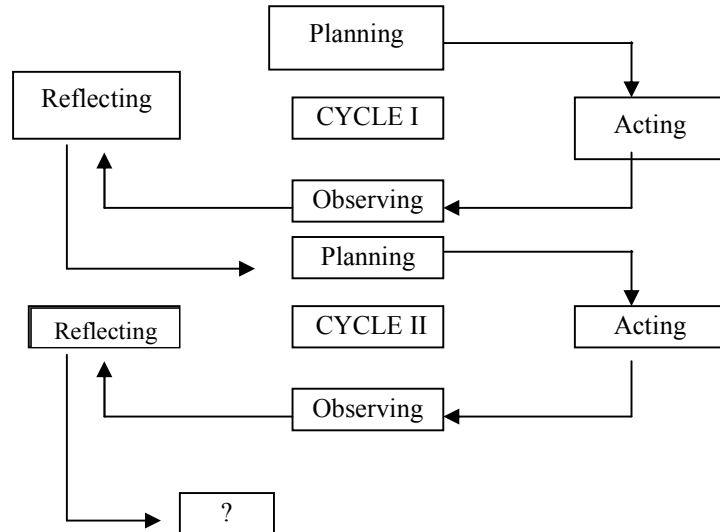 Planning
Reflecting
CYCLE I
Acting
Observing
Planning
Reflecting
CYCLE II
Acting
Observing
?